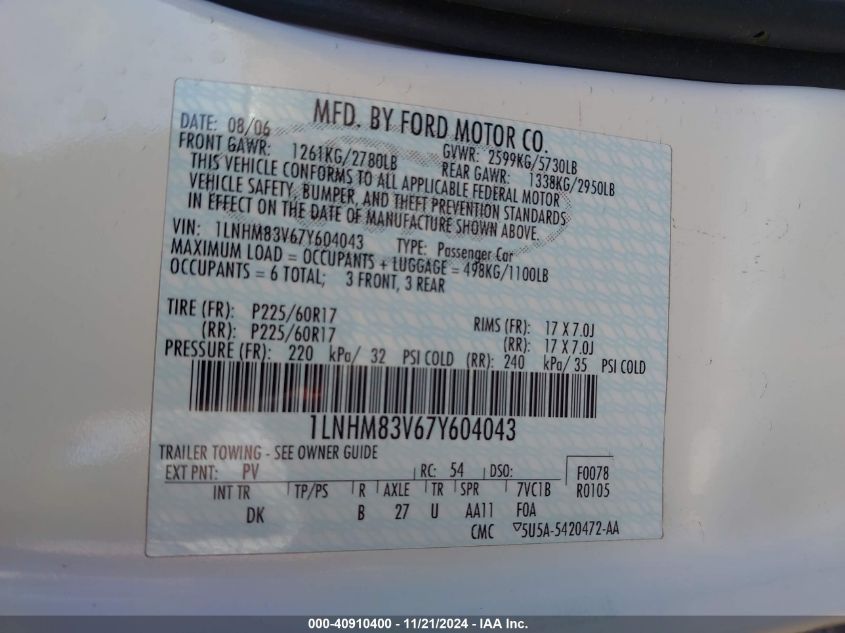 MFD. BY FORD MOTOR CO.
DATE: 08/06 GVWR: 2599KG/5730LB
FRONT GAWR: 1261KG/2780LB REAR GAWR: 1338KG/2950LB
THIS VEHICLE CONFORMS TO ALL APPLICABLE FEDERAL MOTOR
VEHICLE SAFETY, BUMPER, AND THEFT PREVENTION STANDARDS
IN EFFECT ON THE DATE OF MANUFACTURE SHOWN ABOVE.
VIN: 1LNHM83V67Y604043 TYPE: Passenger Car
MAXIMUM LOAD = OCCUPANTS + LUGGAGE = 498KG/1100LB
OCCUPANTS = 6 TOTAL; 3 FRONT, 3 REAR
TIRE (FR): P225/60R17 RIMS (FR): 17 X 7.0J
(RR): P225/60R17 (RR): 17 X 7.0J
PRESSURE (FR): 220 kPa/ 32 PSI COLD (RR): 240 kPa/ 35 PSI COLD
1LNHM83V67Y604043
TRAILER TOWING - SEE OWNER GUIDE
EXT PNT: PV RC: 54 DSO: F0078
INT TR TP/PS R AXLE TR SPR 7VC1B R0105
DK B 27 U AA11 F0A
CMC ▽5U5A-5420472-AA
000-40910400 - 11/21/2024 - IAA Inc.